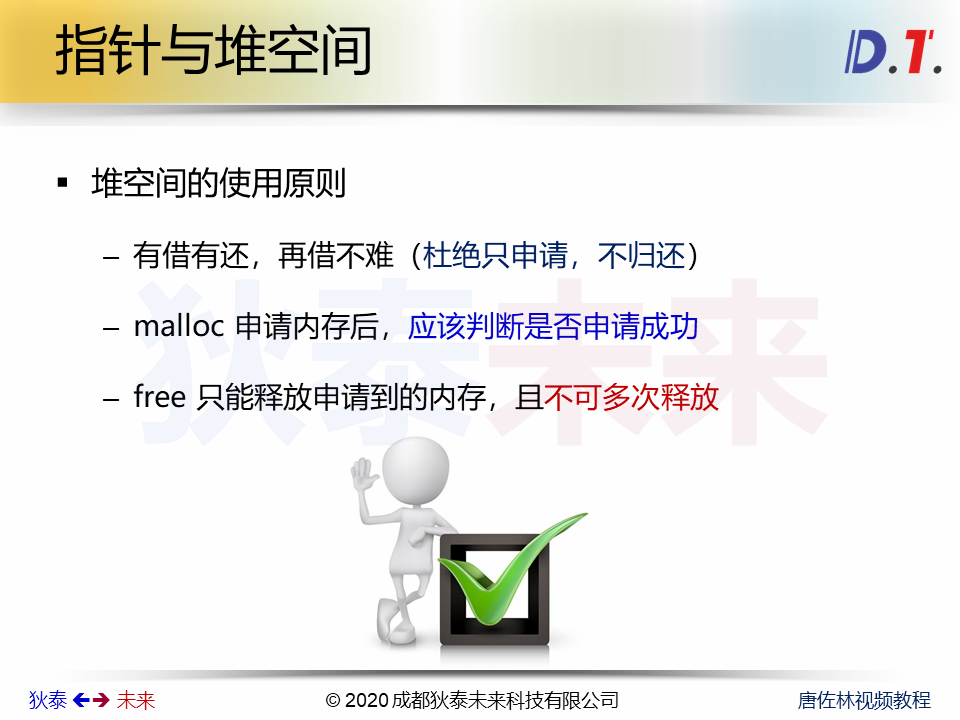 指针与堆空间
D.T.
▪ 堆空间的使用原则
– 有借有还，再借不难（杜绝只申请，不归还）
– malloc 申请内存后，应该判断是否申请成功
– free 只能释放申请到的内存，且不可多次释放
狄泰未来
狄泰 未来
© 2020 成都狄泰未来科技有限公司
唐佐林视频教程